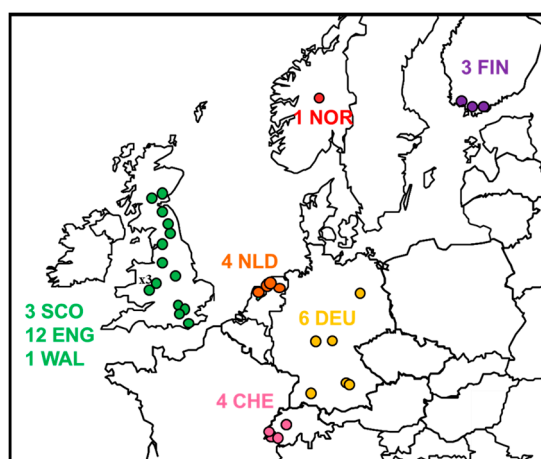 3 FIN
1 NOR
4 NLD
x3
3 SCO
12 ENG
1 WAL
6 DEU
4 CHE